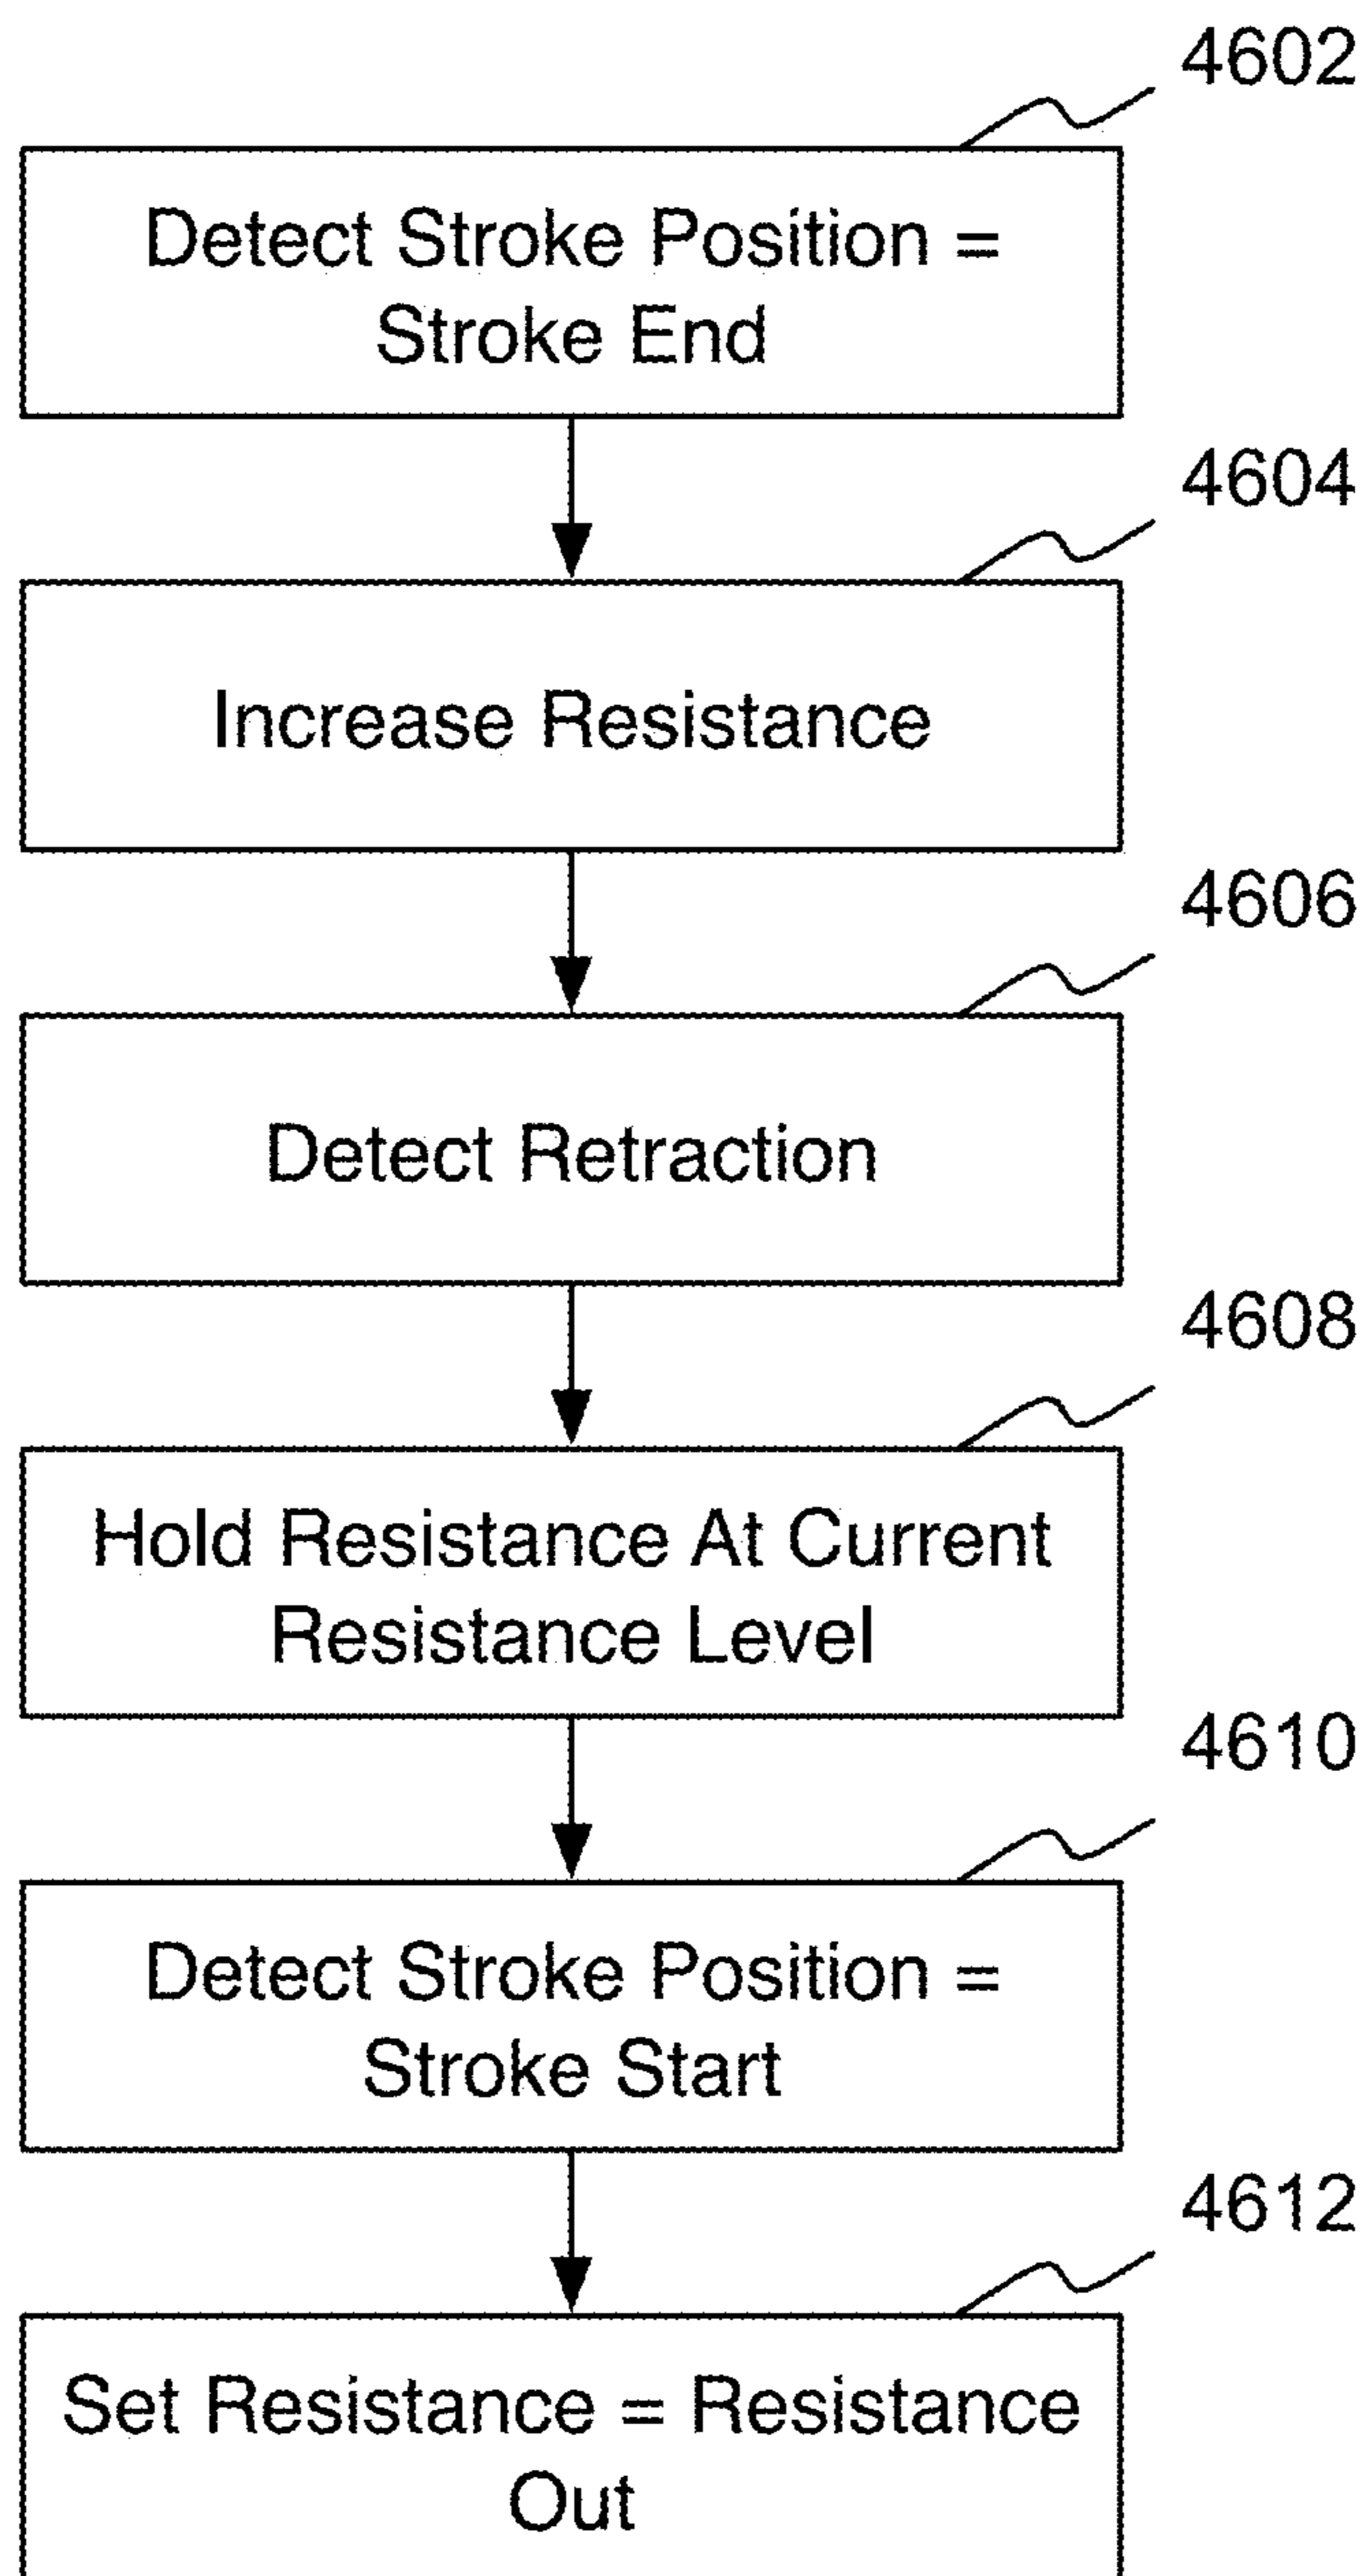 4602
Detect Stroke Position =
Stroke End
4604
Increase Resistance
4606
Detect Retraction
4608
Hold Resistance At Current
Resistance Level
4610
Detect Stroke Position =
Stroke Start
4612
Set Resistance = Resistance
Out